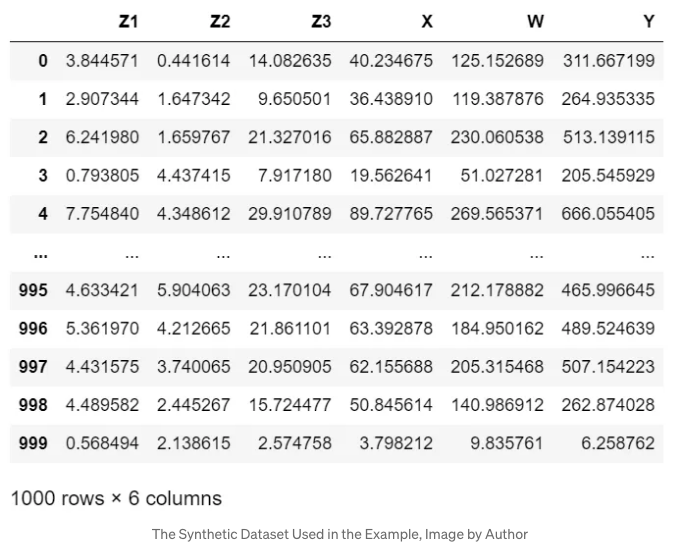 Z1 Z2 Z3 X W Y
0 3.844571 0.441614 14.082635 40.234675 125.152689 311.667199
1 2.907344 1.647342 9.650501 36.438910 119.387876 264.935335
2 6.241980 1.659767 21.327016 65.882887 230.060538 513.139115
3 0.793805 4.437415 7.917180 19.562641 51.027281 205.545929
4 7.754840 4.348612 29.910789 89.727765 269.565371 666.055405
... ... ... ... ... ... ...
995 4.633421 5.904063 23.170104 67.904617 212.178882 465.996645
996 5.361970 4.212665 21.861101 63.392878 184.950162 489.524639
997 4.431575 3.740065 20.950905 62.155688 205.315468 507.154223
998 4.489582 2.445267 15.724477 50.845614 140.986912 262.874028
999 0.568494 2.138615 2.574758 3.798212 9.835761 6.258762
1000 rows × 6 columns
The Synthetic Dataset Used in the Example, Image by Author